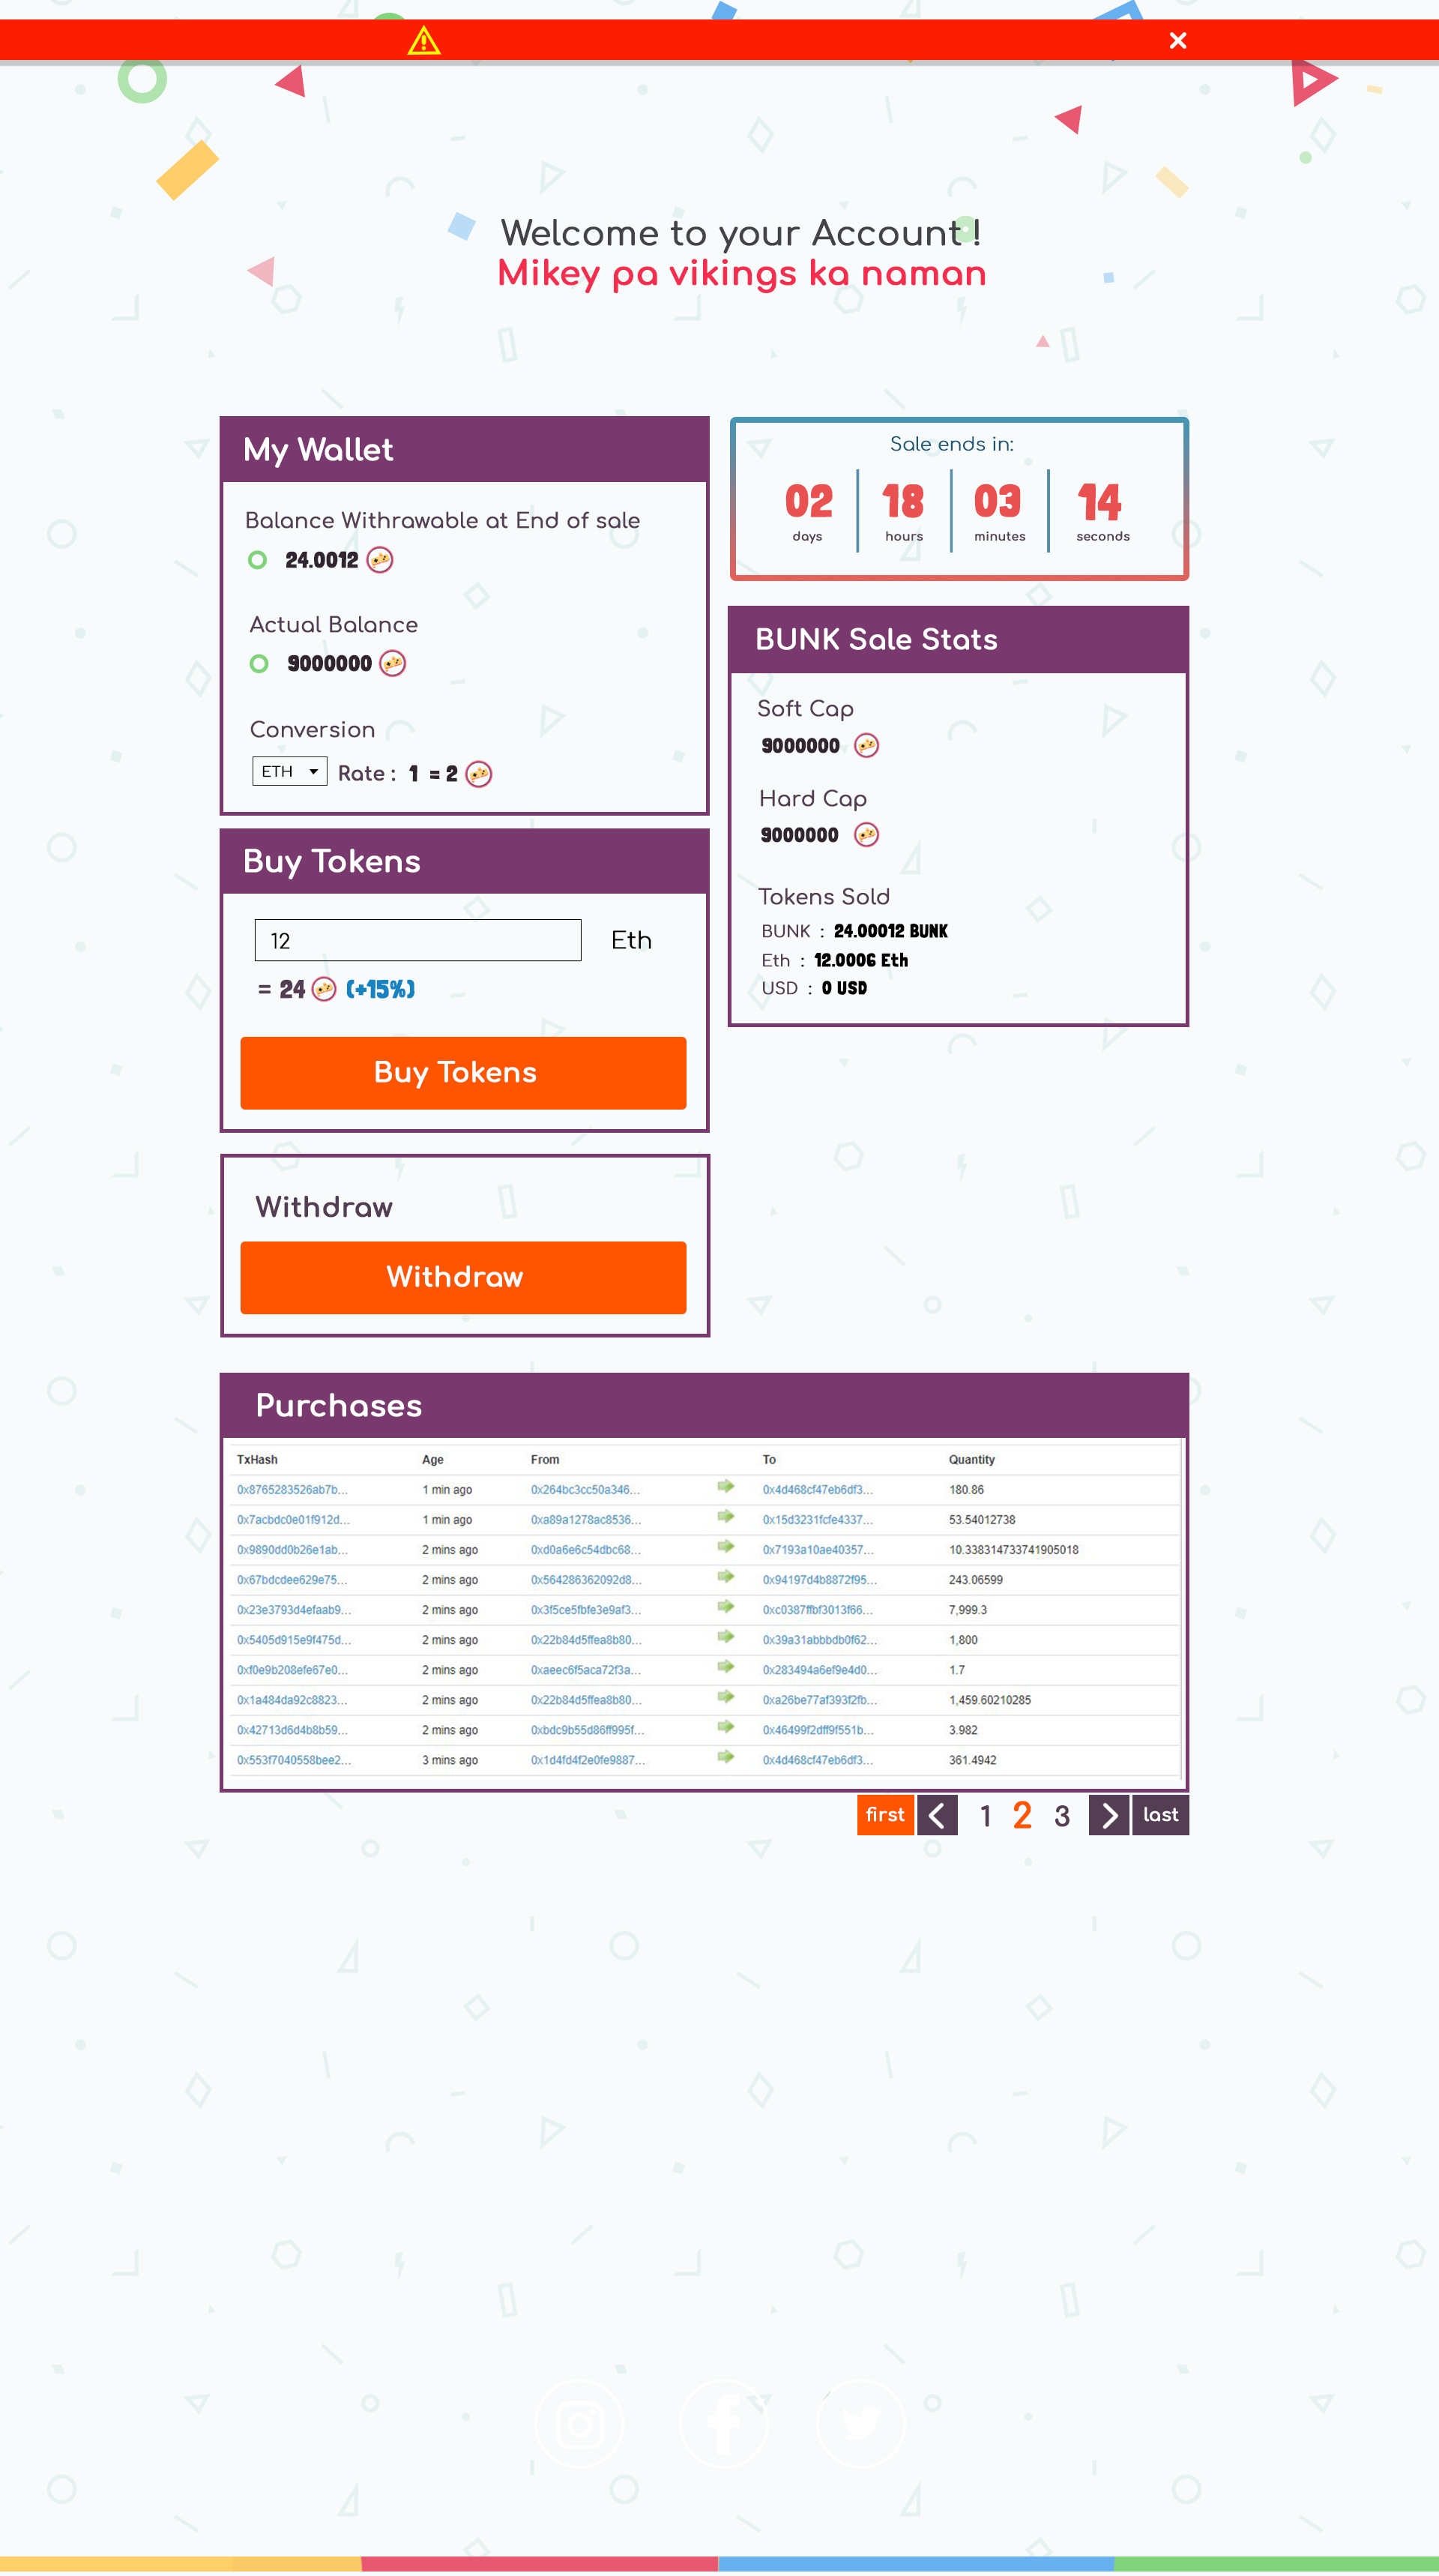 Welcome to your Account !
Mikey pa vikings ka naman
My Wallet
Balance Withrawable at End of sale
24.0012
Actual Balance
9000000
Conversion
ETH Rate : 1 = 2
Sale ends in:
02 18 03 14
days hours minutes seconds
BUNK Sale Stats
Soft Cap
9000000
Hard Cap
9000000
Tokens Sold
BUNK : 24.00012 BUNK
Eth : 12.0006 Eth
USD : 0 USD
Buy Tokens
12 Eth
= 24 (+15%)
Buy Tokens
Withdraw
Withdraw
Purchases
TxHash Age From To Quantity
0x8765283526ab7b... 1 min ago 0x264bc3cc50a346... 0x4d468cf47eb6df3... 180.86
0x7acbdc0e01f912d... 1 min ago 0xa89a1278ac8536... 0x15d3231fcfe4337... 53.54012738
0x9890dd0b26e1ab... 2 mins ago 0xd0a6e6c54dbc68... 0x7193a10ae40357... 10.338314733741905018
0x67bdcdee629e75... 2 mins ago 0x564286362092d8... 0x94197d4b8872f95... 243.06599
0x23e3793d4efaab9... 2 mins ago 0x3f5ce5fbfe3e9af3... 0xc0387ffbf3013f66... 7,999.3
0x5405d915e9f475d... 2 mins ago 0x22b84d5ffea8b80... 0x39a31abbbdb0f62... 1,800
0xf0e9b208efe67e0... 2 mins ago 0xaeec6f5aca72f3a... 0x283494a6ef9e4d0... 1.7
0x1a484da92c8823... 2 mins ago 0x22b84d5ffea8b80... 0xa26be77af393f2fb... 1,459.60210285
0x42713d6d4b8b59... 2 mins ago 0xbdc9b55d86ff995f... 0x46499f2dff9f551b... 3.982
0x553f7040558bee2... 3 mins ago 0x1d4fd4f2e0fe9887... 0x4d468cf47eb6df3... 361.4942
first 1 2 3 last